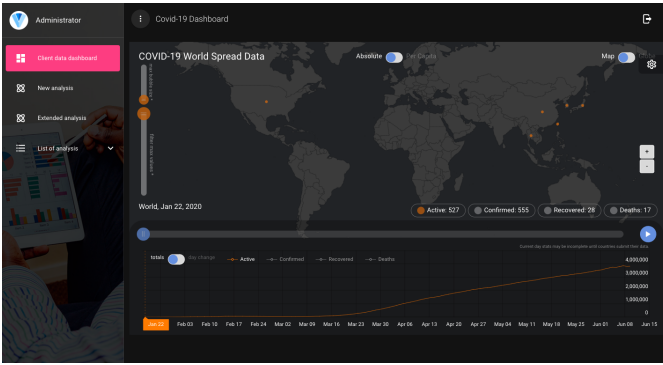 Administrator
Client data dashboard
New analysis
Extended analysis
List of analysis
Covid-19 Dashboard
COVID-19 World Spread Data
Absolute
Per Capita
Map
World, Jan 22, 2020
Active: 527
Confirmed: 555
Recovered: 28
Deaths: 17
Current day stats may be incomplete until countries submit their data.
totals
day change
Active
Confirmed
Recovered
Deaths
4,000,000
3,000,000
2,000,000
1,000,000
0
Feb 03 Feb 10 Feb 17 Feb 24 Mar 02 Mar 09 Mar 16 Mar 23 Mar 30 Apr 06 Apr 13 Apr 20 Apr 27 May 04 May 11 May 18 May 25 Jun 01 Jun 08 Jun 15